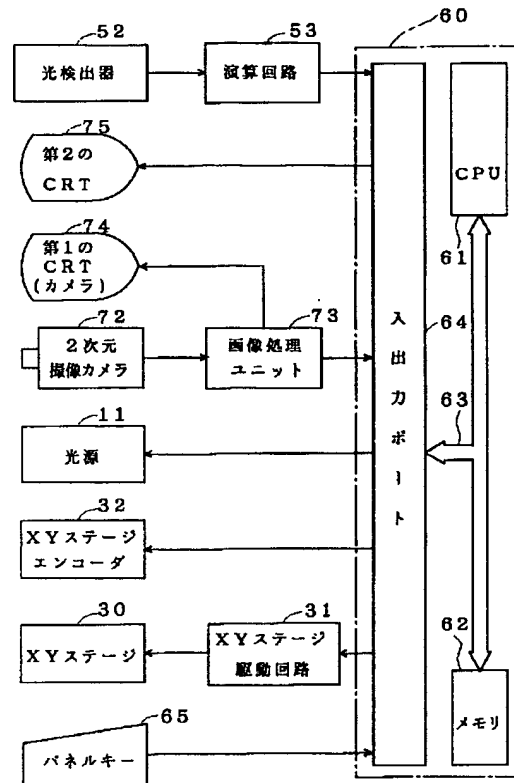 52
光検出器
53
演算回路
60
75
第2の
CRT
74
第1の
CRT
(カメラ)
72
2次元
撮像カメラ
73
画像処理
ユニット
11
光源
32
XYステージ
エンコーダ
30
XYステージ
31
XYステージ
駆動回路
65
パネルキー
入出力ポート
64
CPU
61
63
62
メモリ